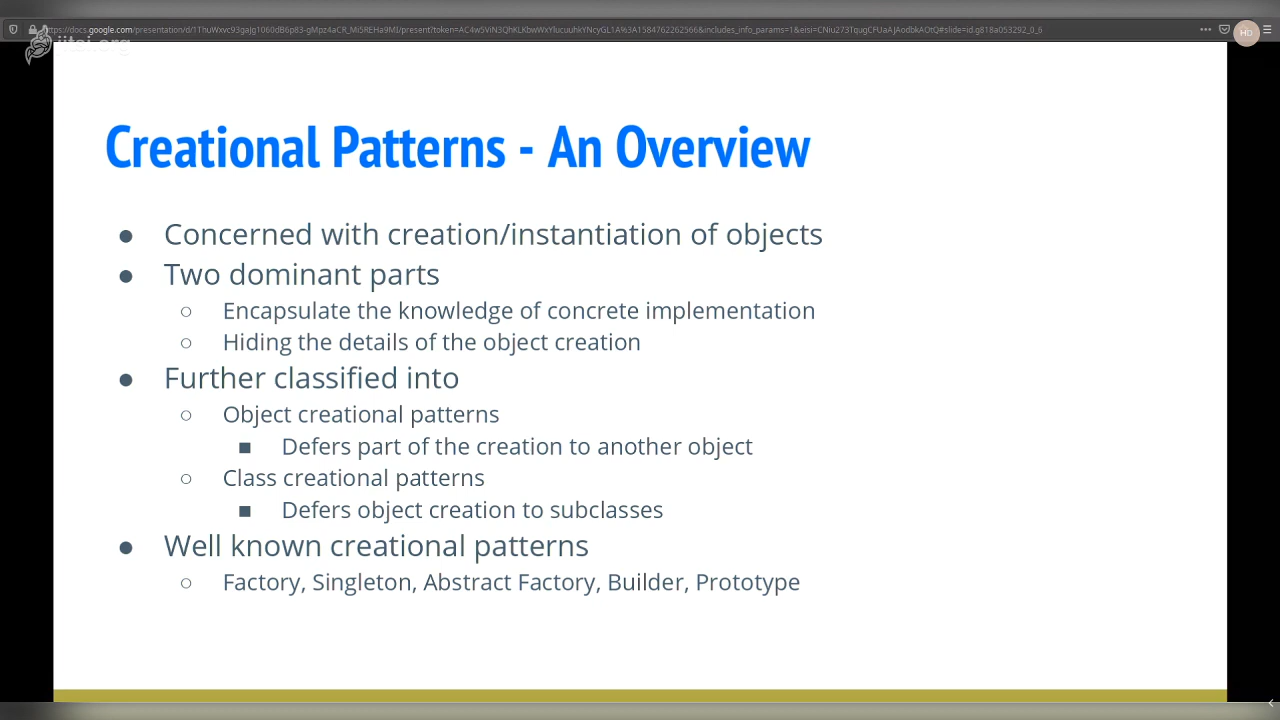 jitsi.org
HD
Creational Patterns - An Overview
● Concerned with creation/instantiation of objects
● Two dominant parts
○ Encapsulate the knowledge of concrete implementation
○ Hiding the details of the object creation
● Further classified into
○ Object creational patterns
■ Defers part of the creation to another object
○ Class creational patterns
■ Defers object creation to subclasses
● Well known creational patterns
○ Factory, Singleton, Abstract Factory, Builder, Prototype